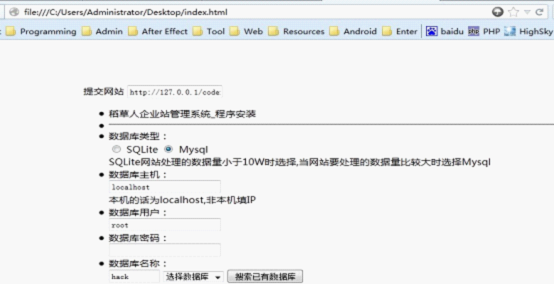 file:///C:/Users/Administrator/Desktop/index.html
Programming Admin After Effect Tool Web Resources Android Enter baidu PHP HighSky
提交网站 http://127.0.0.1/code
稻草人企业站管理系统_程序安装
数据库类型：
SQLite Mysql
SQLite网站处理的数据量小于10W时选择,当网站要处理的数据量比较大时选择Mysql
数据库主机：
localhost
本机的话为localhost,非本机填IP
数据库用户：
root
数据库密码：
数据库名称：
hack 选择数据库 搜索已有数据库